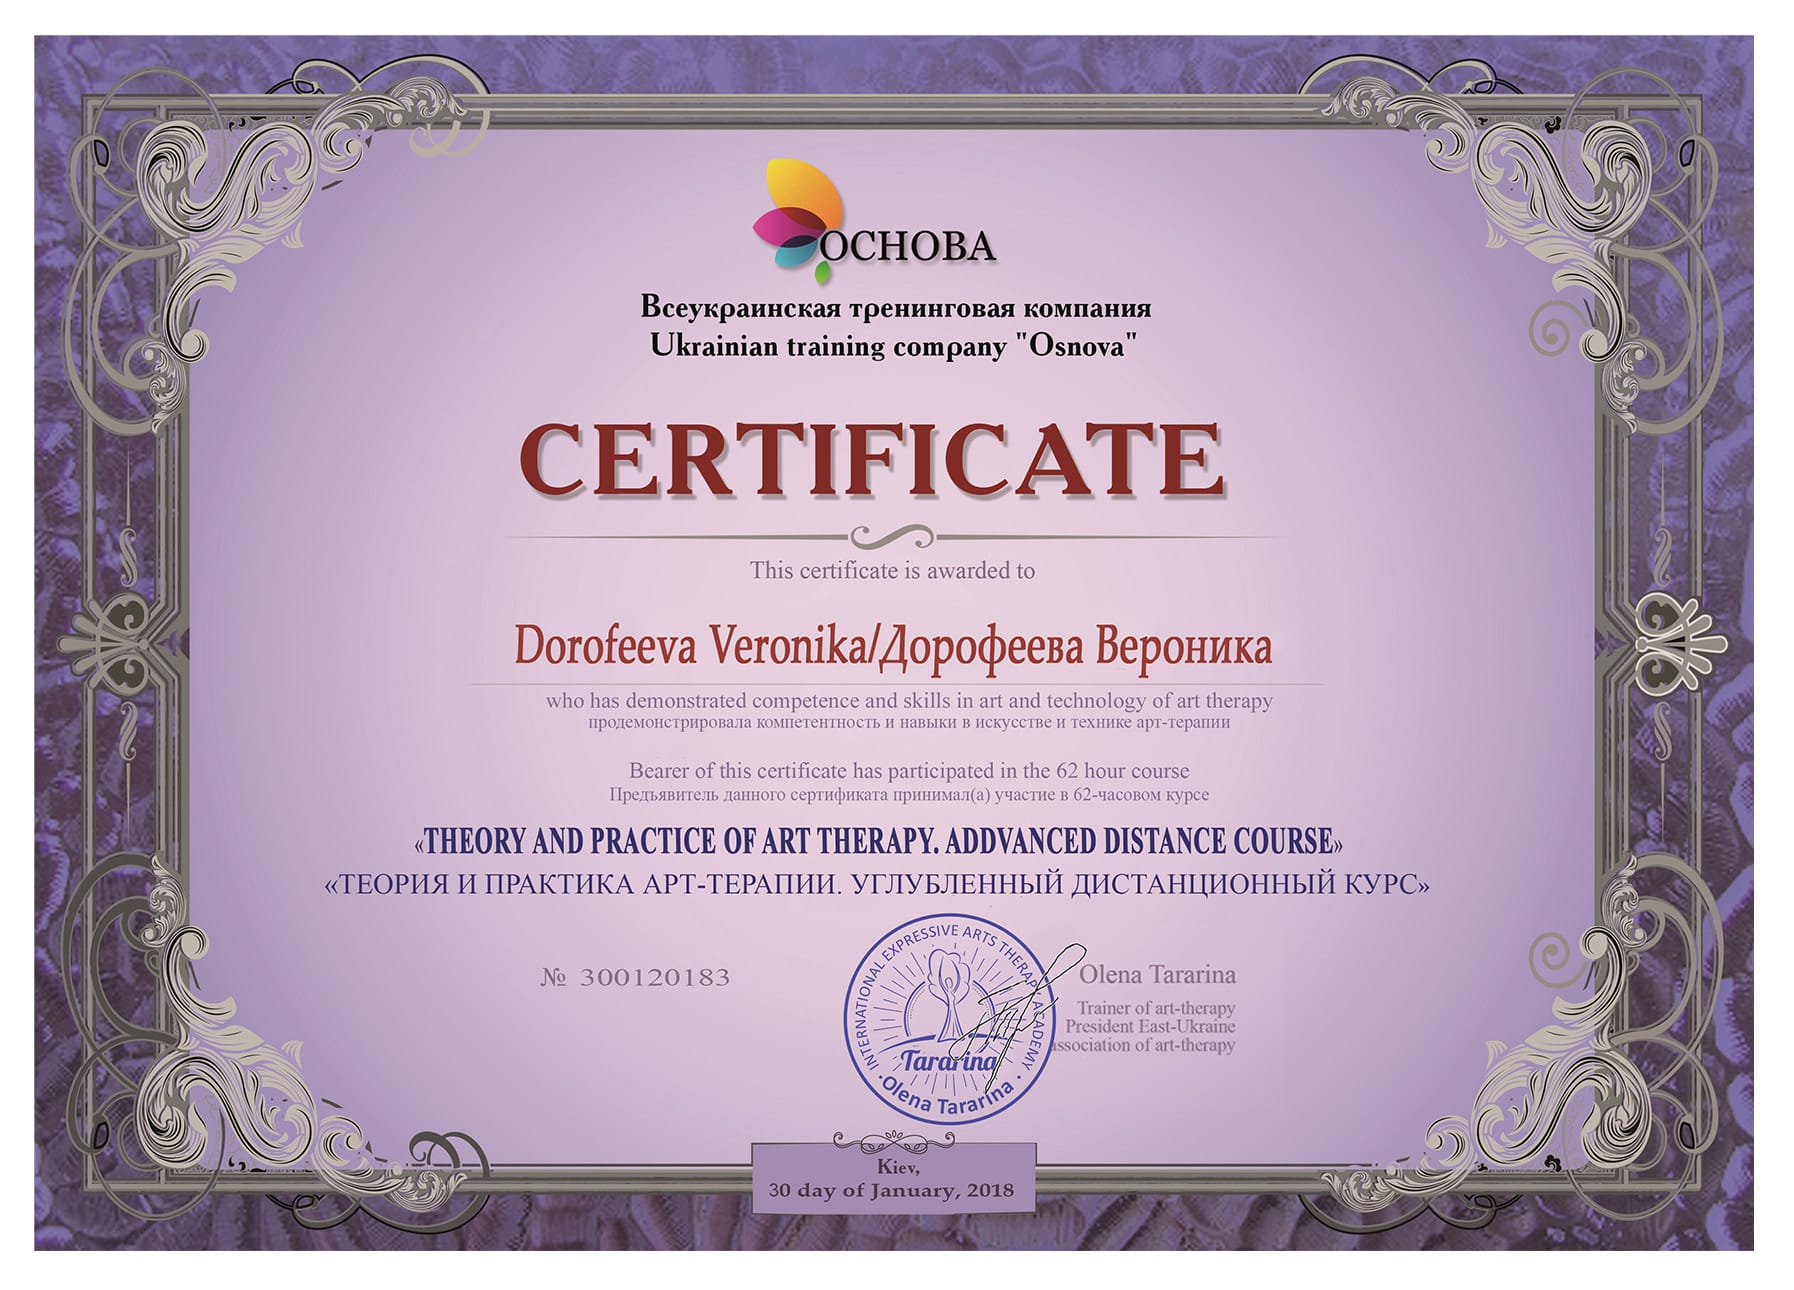 ОСНОВА
Всеукраинская тренинговая компания
Ukrainian training company "Osnova"
CERTIFICATE
This certificate is awarded to
Dorofeeva Veronika/Дорофеева Вероника
who has demonstrated competence and skills in art and technology of art therapy
продемонстрировала компетентность и навыки в искусстве и технике арт-терапии
Bearer of this certificate has participated in the 62 hour course
Предъявитель данного сертификата принимал(а) участие в 62-часовом курсе
«THEORY AND PRACTICE OF ART THERAPY. ADDVANCED DISTANCE COURSE»
«ТЕОРИЯ И ПРАКТИКА АРТ-ТЕРАПИИ. УГЛУБЛЕННЫЙ ДИСТАНЦИОННЫЙ КУРС»
№ 300120183
INTERNATIONAL EXPRESSIVE ARTS THERAPY ACADEMY
Tararina
·Olena Tararina·
Olena Tararina
Trainer of art-therapy
President East-Ukraine
association of art-therapy
Kiev,
30 day of January, 2018